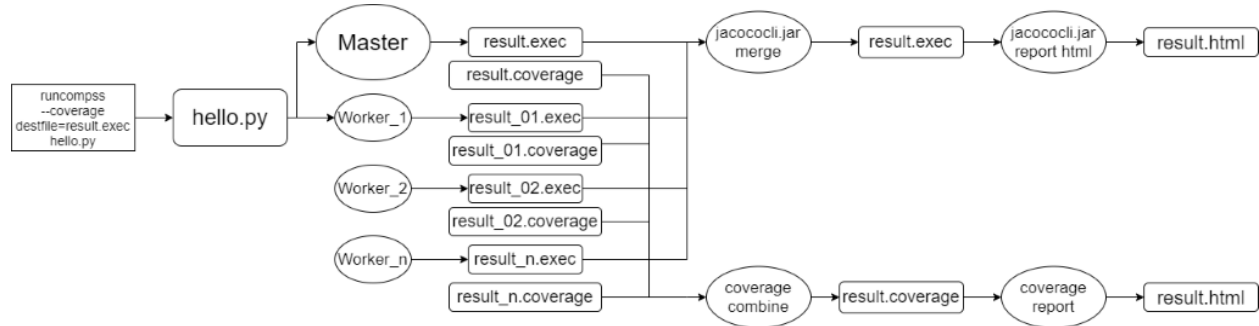 runcompss
--coverage
destfile=result.exec
hello.py
hello.py
Master
result.exec
result.coverage
Worker_1
result_01.exec
result_01.coverage
Worker_2
result_02.exec
result_02.coverage
Worker_n
result_n.exec
result_n.coverage
jacococli.jar
merge
result.exec
jacococli.jar
report html
result.html
coverage
combine
result.coverage
coverage
report
result.html